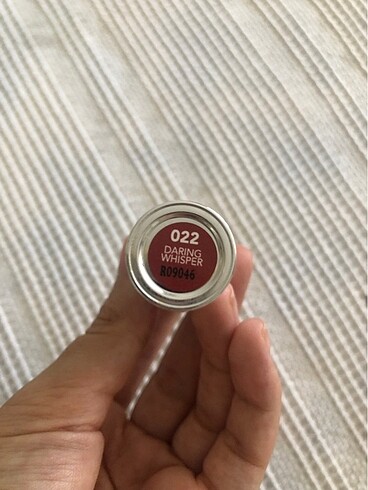 022
DARING
WHISPER
R09046